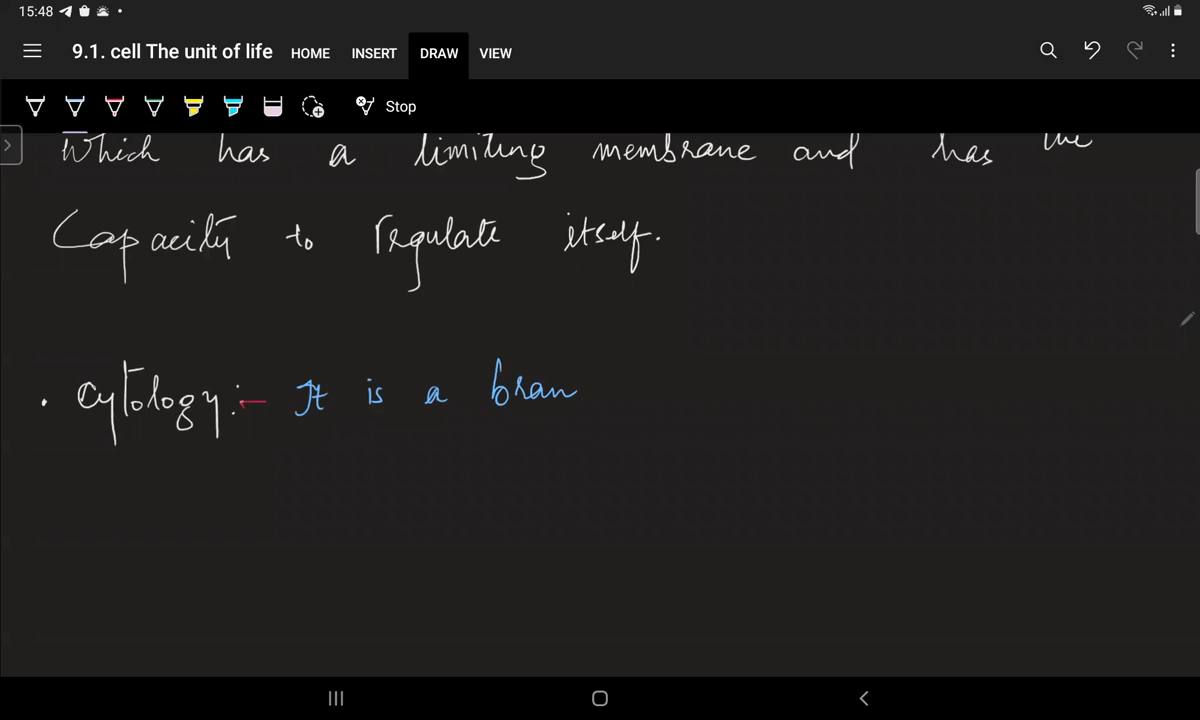 15:48
9.1. cell The unit of life HOME INSERT DRAW VIEW
Stop
Which has a limiting membrane and has the
Capacity to regulate itself.
• Cytology:- It is a bran